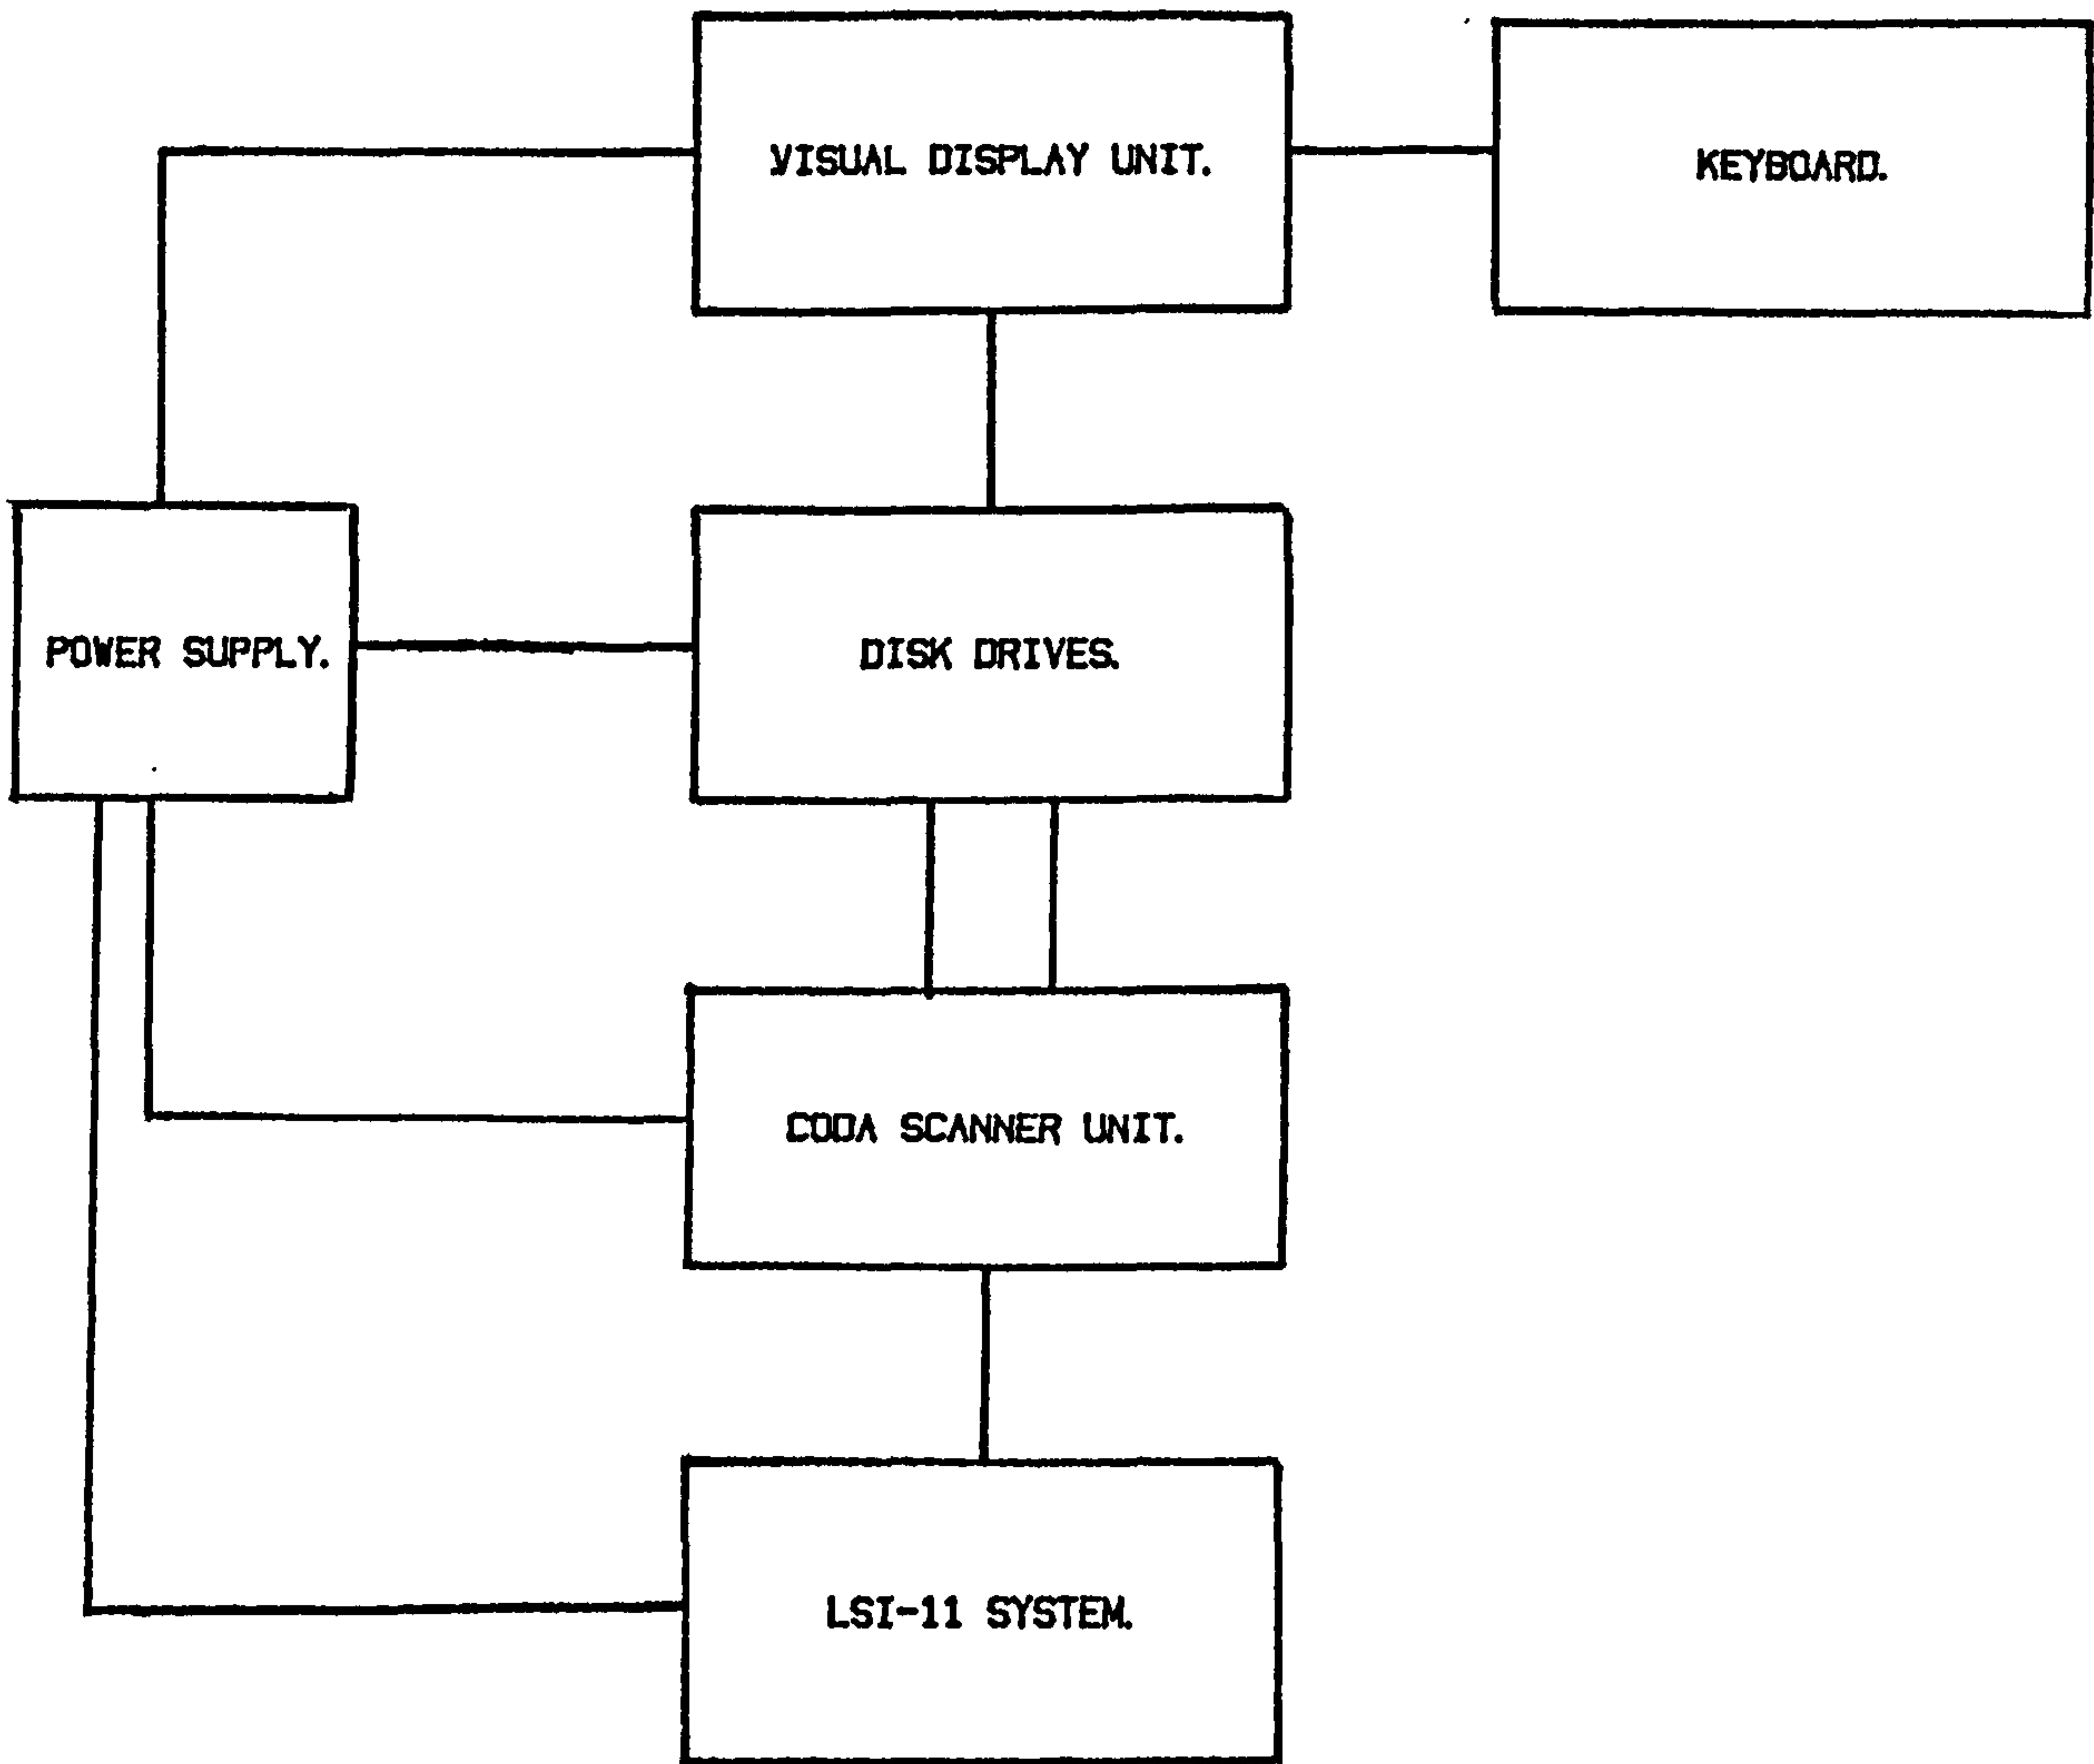 VISUAL DISPLAY UNIT.
KEYBOARD.
POWER SUPPLY.
DISK DRIVES.
CODA SCANNER UNIT.
LSI-11 SYSTEM.